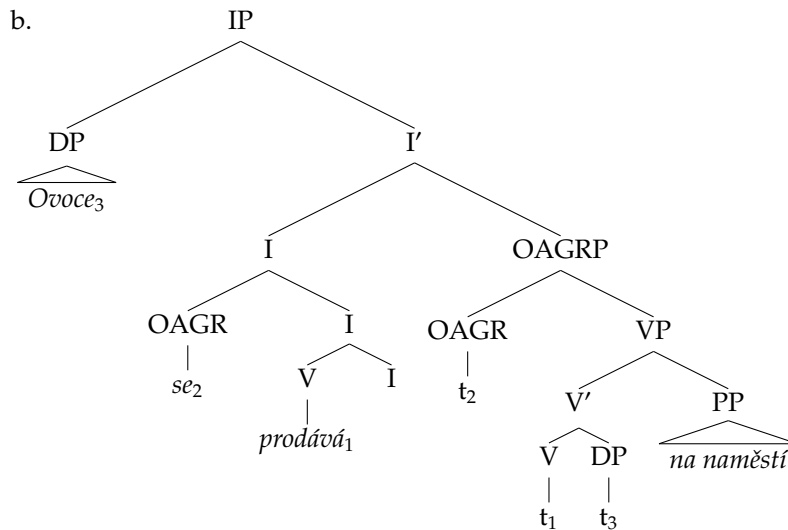 b.
IP
DP
I′
Ovoce₃
I
OAGRP
OAGR
I
OAGR
VP
se₂
V
I
t₂
V′
PP
prodává₁
V
DP
na naměstí
t₁
t₃